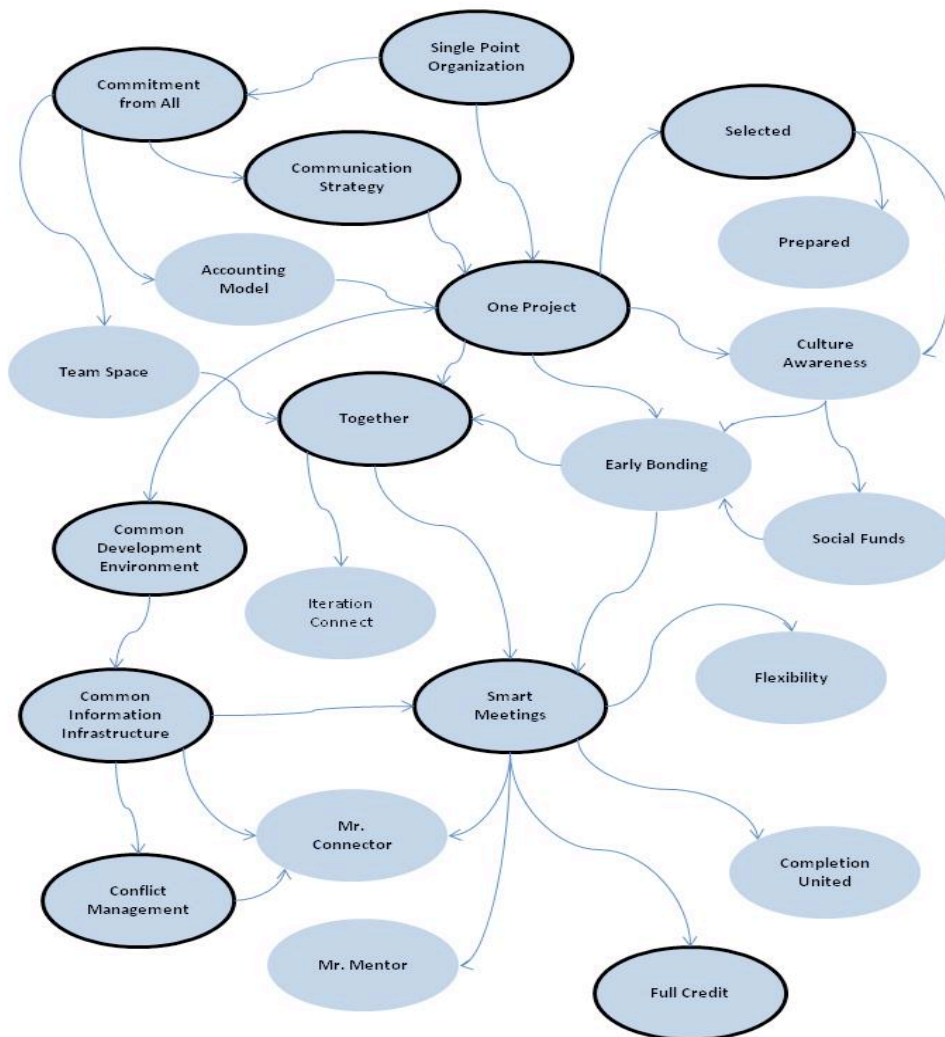 Single Point
Organization
Commitment
from All
Selected
Communication
Strategy
Prepared
Accounting
Model
One Project
Culture
Awareness
Team Space
Together
Early Bonding
Common
Development
Environment
Social Funds
Iteration
Connect
Flexibility
Common
Information
Infrastructure
Smart
Meetings
Mr.
Connector
Completion
United
Conflict
Management
Mr. Mentor
Full Credit